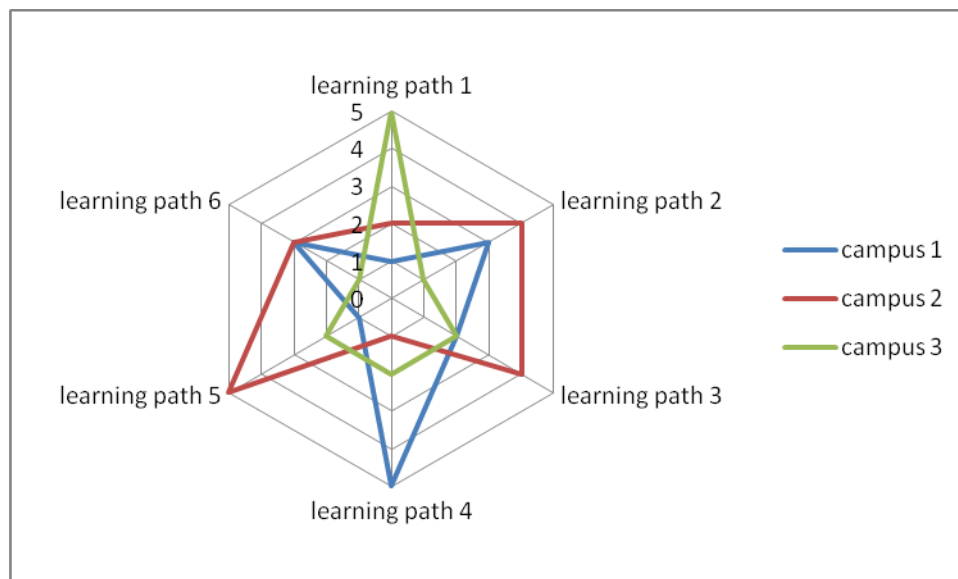 learning path 1
5
4
3
2
1
0
learning path 6
learning path 2
learning path 5
learning path 3
learning path 4
campus 1
campus 2
campus 3